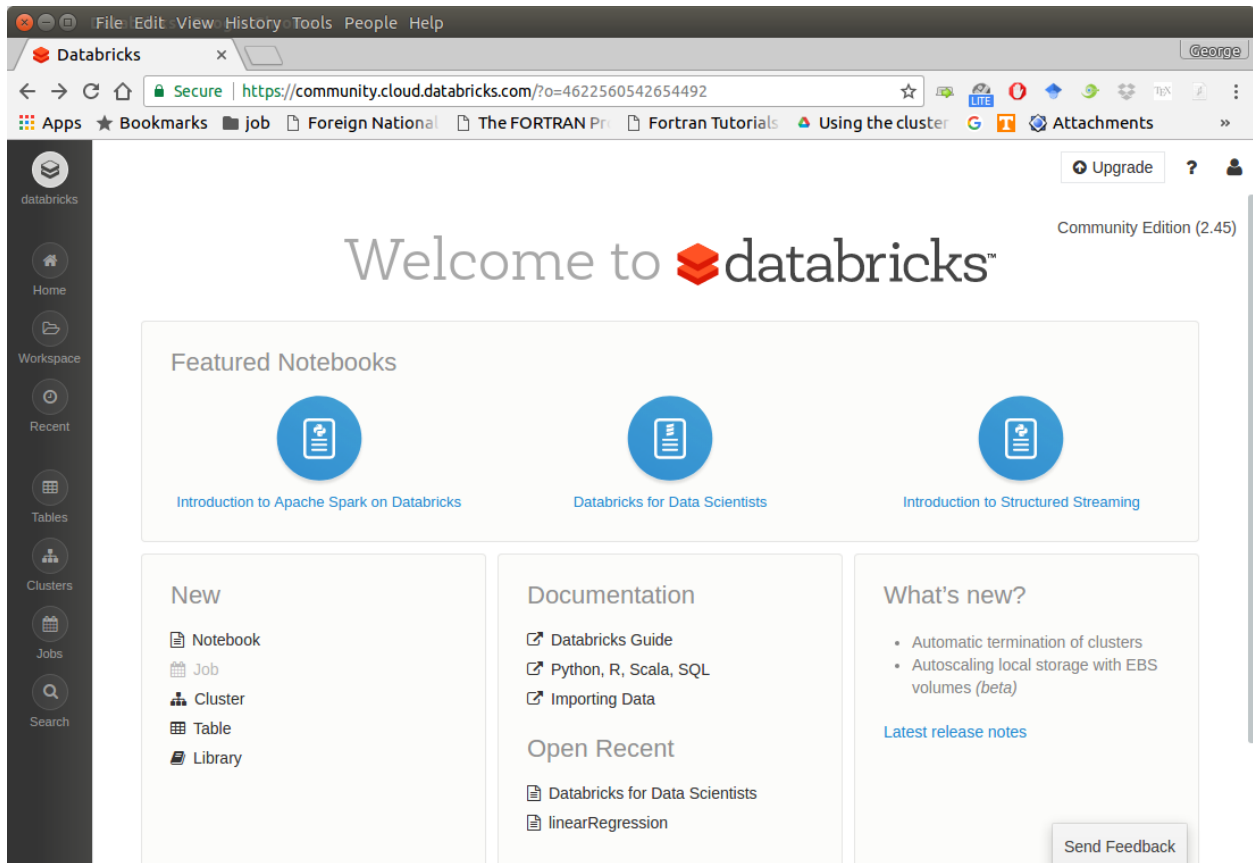 File Edit View History Tools People Help
Databricks
George
Secure | https://community.cloud.databricks.com/?o=4622560542654492
LITE
Apps Bookmarks job Foreign National The FORTRAN Pr Fortran Tutorials Using the cluster G T Attachments »
databricks
Upgrade ?
Community Edition (2.45)
Welcome to databricks™
Home
Workspace
Recent
Tables
Clusters
Jobs
Search
Featured Notebooks
Introduction to Apache Spark on Databricks
Databricks for Data Scientists
Introduction to Structured Streaming
New
Notebook
Job
Cluster
Table
Library
Documentation
Databricks Guide
Python, R, Scala, SQL
Importing Data
Open Recent
Databricks for Data Scientists
linearRegression
What's new?
• Automatic termination of clusters
• Autoscaling local storage with EBS
volumes (beta)
Latest release notes
Send Feedback